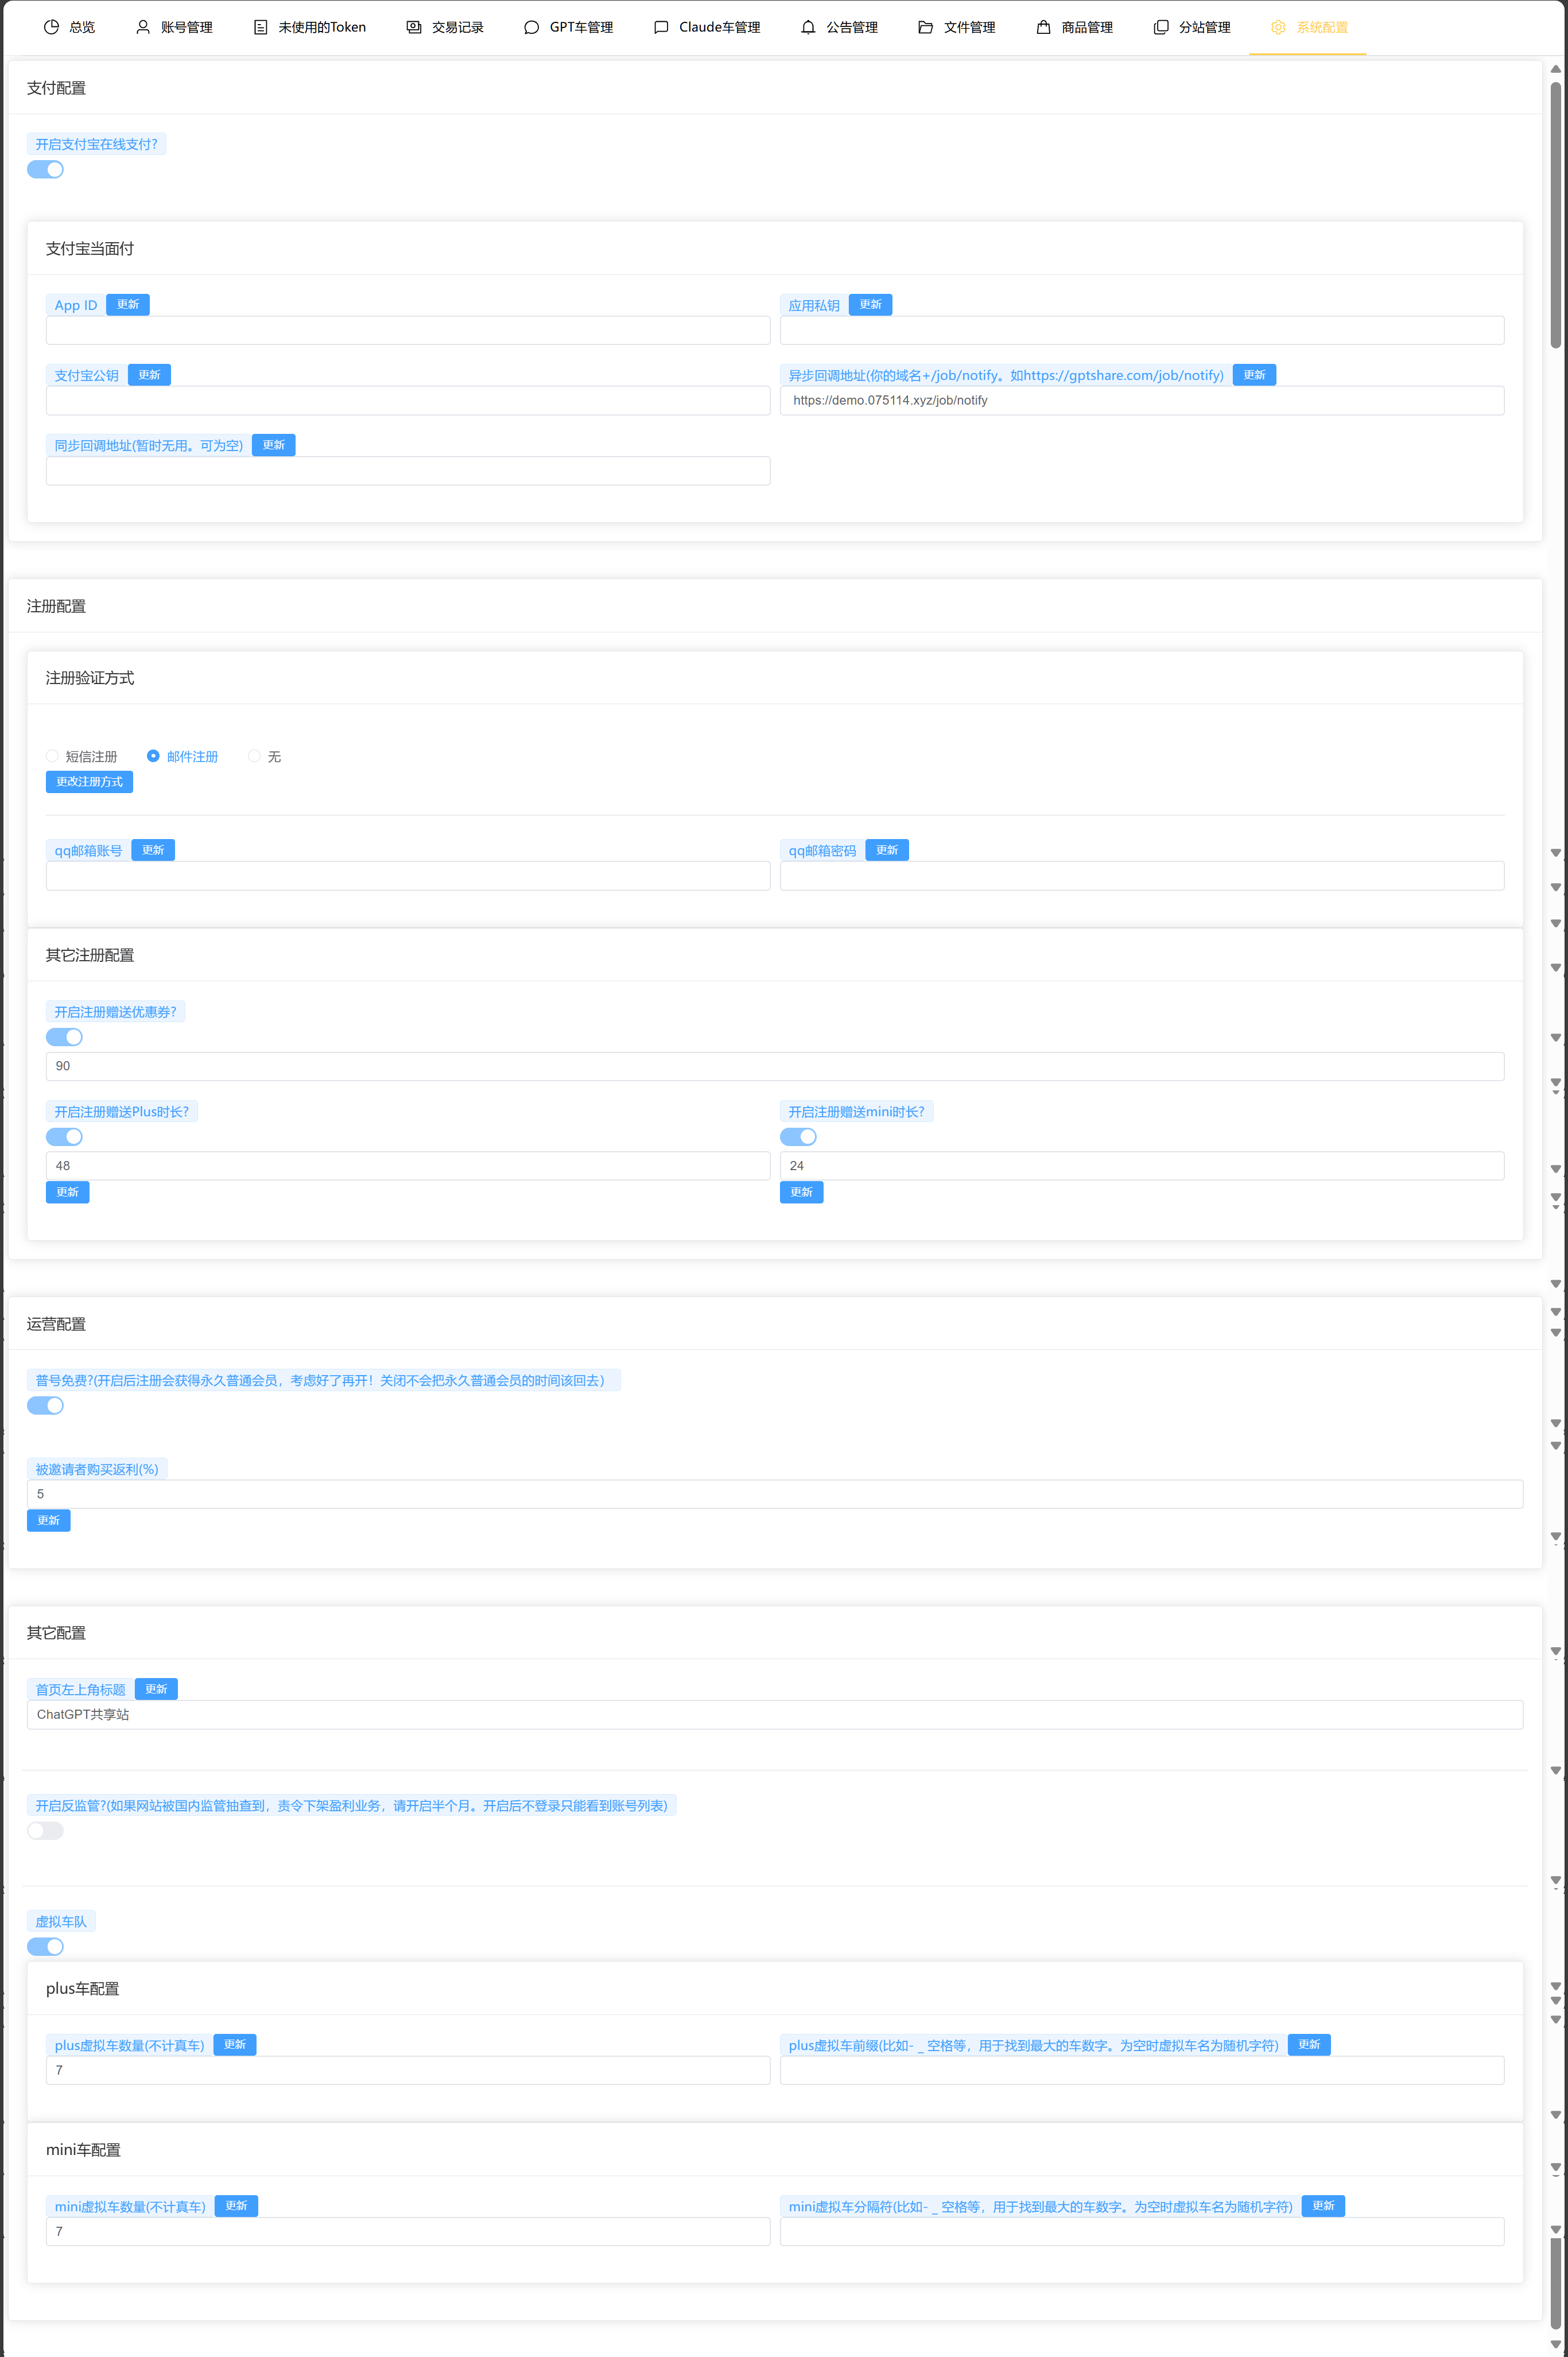 总览 账号管理 未使用的Token 交易记录 GPT车管理 Claude车管理 公告管理 文件管理 商品管理 分站管理 系统配置
支付配置
开启支付宝在线支付?
支付宝当面付
App ID 更新 应用私钥 更新
支付宝公钥 更新 异步回调地址(你的域名+/job/notify。如https://gptshare.com/job/notify) 更新
https://demo.075114.xyz/job/notify
同步回调地址(暂时无用。可为空) 更新
注册配置
注册验证方式
短信注册 邮件注册 无
更改注册方式
qq邮箱账号 更新 qq邮箱密码 更新
其它注册配置
开启注册赠送优惠券?
90
开启注册赠送Plus时长? 开启注册赠送mini时长?
48 24
更新 更新
运营配置
普号免费?(开启后注册会获得永久普通会员，考虑好了再开！关闭不会把永久普通会员的时间该回去）
被邀请者购买返利(%)
5
更新
其它配置
首页左上角标题 更新
ChatGPT共享站
开启反监管?(如果网站被国内监管抽查到，责令下架盈利业务，请开启半个月。开启后不登录只能看到账号列表)
虚拟车队
plus车配置
plus虚拟车数量(不计真车) 更新 plus虚拟车前缀(比如- _ 空格等，用于找到最大的车数字。为空时虚拟车名为随机字符) 更新
7
mini车配置
mini虚拟车数量(不计真车) 更新 mini虚拟车分隔符(比如- _ 空格等，用于找到最大的车数字。为空时虚拟车名为随机字符) 更新
7